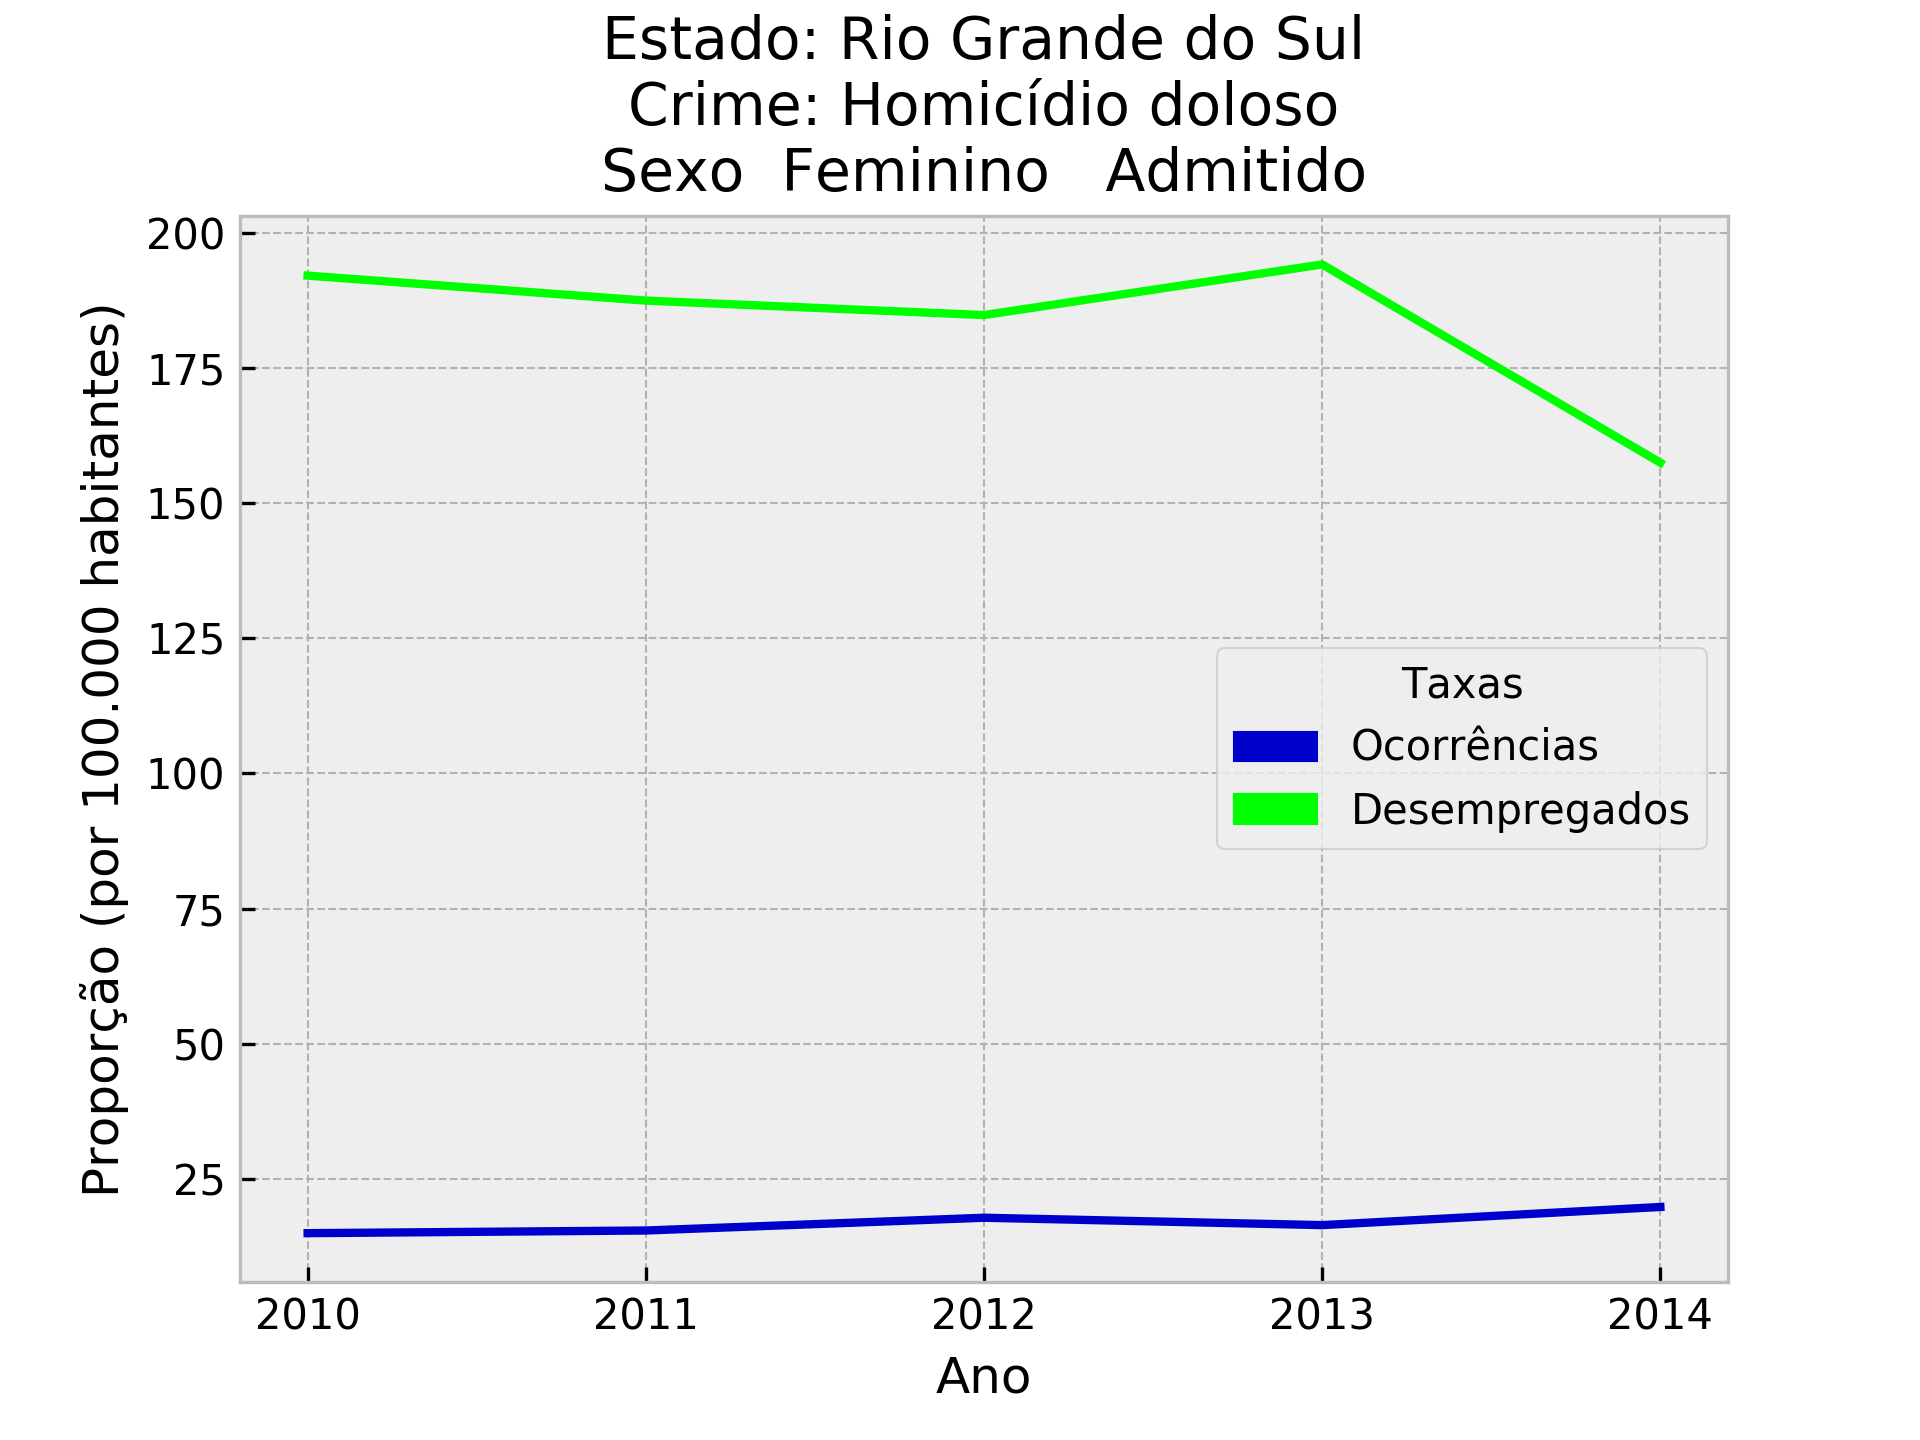 Estado: Rio Grande do Sul
Crime: Homicídio doloso
Sexo  Feminino   Admitido
Proporção (por 100.000 habitantes)
200
175
150
125
100
75
50
25
Taxas
Ocorrências
Desempregados
2010 2011 2012 2013 2014
Ano